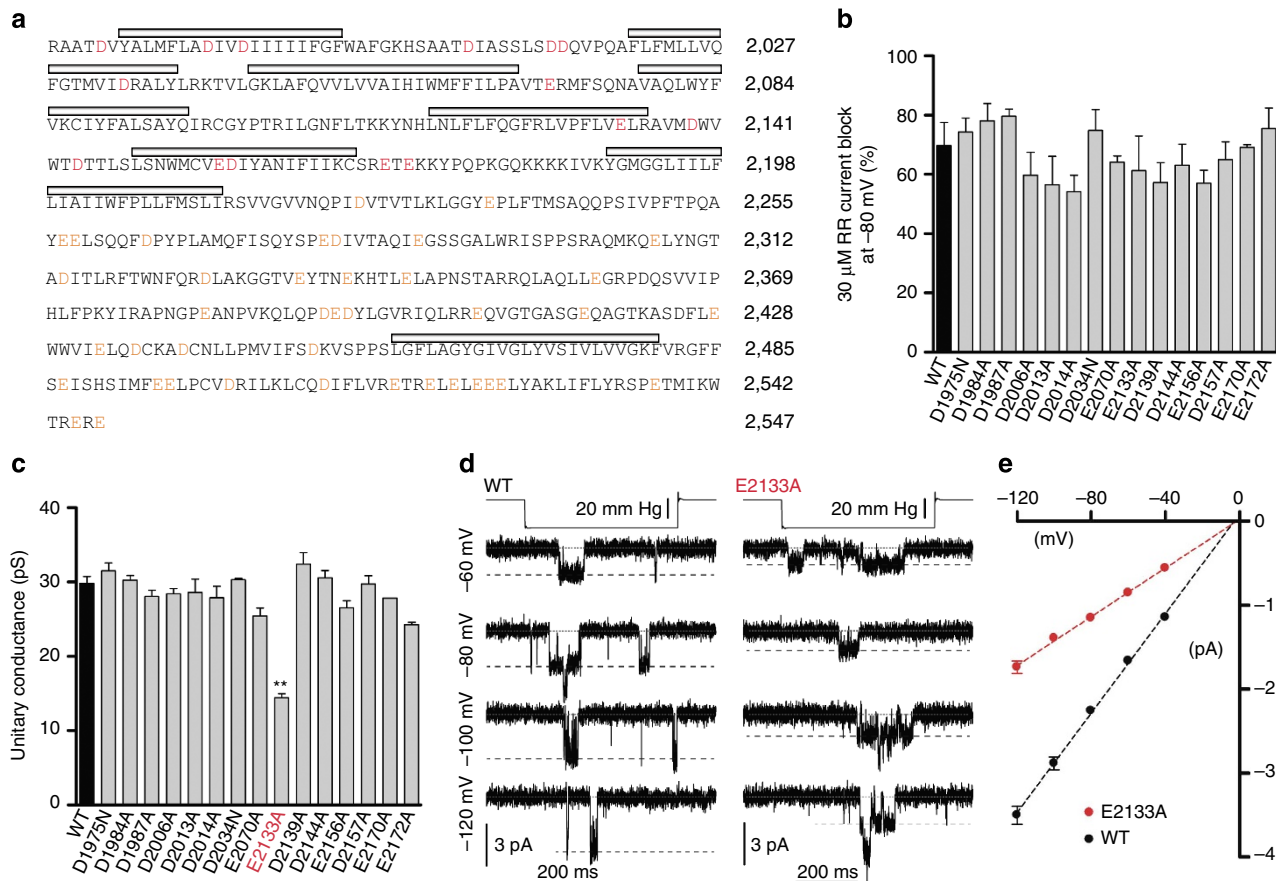 a
RAATDVYALMFLADIVDIIIIIFGFWAFGKHSAATDIASSLSDDQVPQAFLFMLLVQ 2,027
FGTMVIDRALYLRKTVLGKLAFQVVLVVAIHIWMFFILPAVTERMFSQNAVAQLWYF 2,084
VKCIYFALSAYQIRCGYPTRILGNFLTKKYNHLNLFLFQGFRLVPFLVELRAVMDWV 2,141
WTDTTLSLSNWMCVEDIYANIFIIKCSRETEKKYPQPKGQKKKKIVKYGMGGLIILF 2,198
LIAIIWFPLLFMSLIRSVVGVVNQPIDVTVTLKLGGYEPLFTMSAQQPSIVPFTPQA 2,255
YEELSQQFDPYPLAMQFISQYSPEDIVTAQIEGSSGALWRISPPSRAQMKQELYNGT 2,312
ADITLRFTWNFQRDLAKGGTVEYTNEKHTLELAPNSTARRQLAQLLEGRPDQSVVIP 2,369
HLFPKYIRAPNGPEANPVKQLQPDEDYLGVRIQLRREQVGTGASGEQAGTKASDFLE 2,428
WWVIELQDCKADCNLLPMVIFSDKVSPPSLGFLAGYGIVGLYVSIVLVVGKFVRGFF 2,485
SEISHSIMFEELPCVDRILKLCQDIFLVRETRELELEEELYAKLIFLYRSPETMIKW 2,542
TRERE 2,547
b
30 µM RR current block
at –80 mV (%)
100
80
60
40
20
0
WT D1975N D1984A D1987A D2006A D2013A D2014A D2034N E2070A E2133A D2139A D2144A E2156A D2157A E2170A E2172A
c
Unitary conductance (pS)
40
30
20
10
0
**
WT D1975N D1984A D1987A D2006A D2013A D2014A D2034N E2070A E2133A D2139A D2144A E2156A D2157A E2170A E2172A
d
WT E2133A
20 mm Hg 20 mm Hg
–60 mV
–80 mV
–100 mV
–120 mV
3 pA 3 pA
200 ms 200 ms
e
–120 –80 –40 0
(mV) 0
–1
(pA)
–2
–3
E2133A
WT
–4